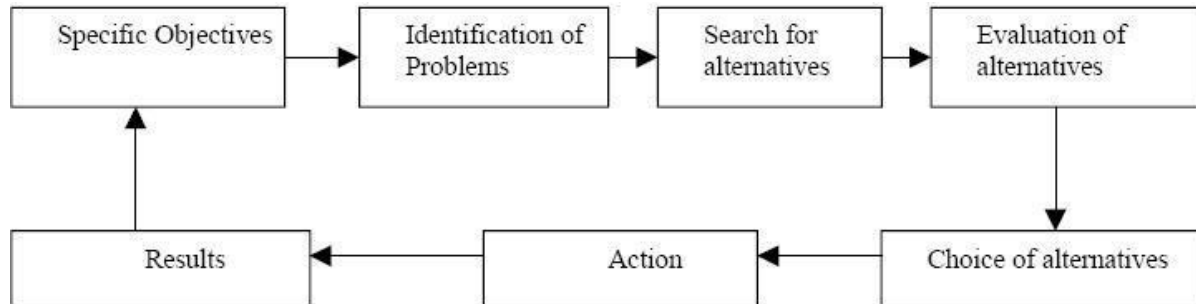 Specific Objectives
Identification of
Problems
Search for
alternatives
Evaluation of
alternatives
Choice of alternatives
Action
Results